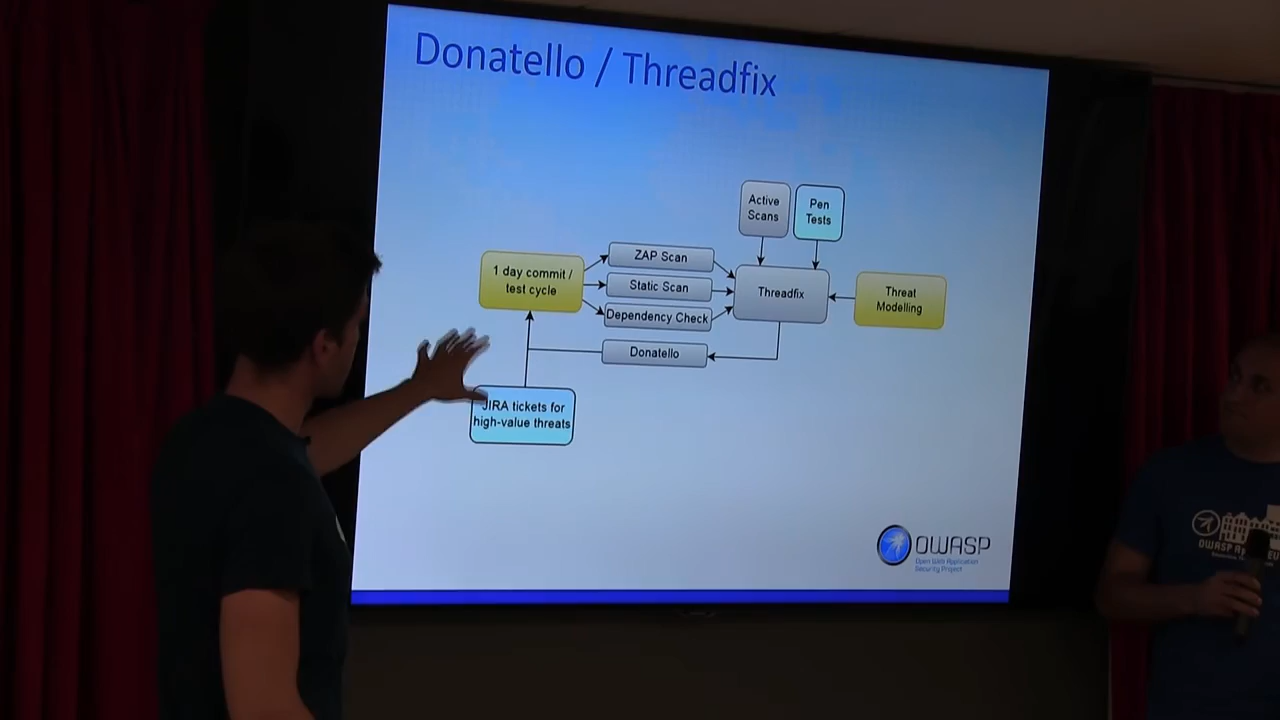 Donatello / Threadfix
Active
Scans
Pen
Tests
1 day commit /
test cycle
ZAP Scan
Static Scan
Dependency Check
Donatello
Threadfix
Threat
Modelling
JIRA tickets for
high-value threats
OWASP
Open Web Application
Security Project
OWASP